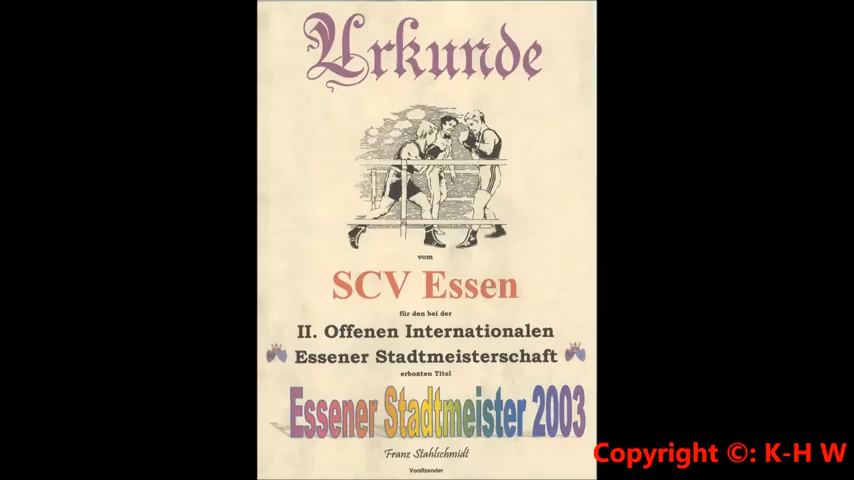 Urkunde
vom
SCV Essen
für den bei der
II. Offenen Internationalen
Essener Stadtmeisterschaft
erboxten Titel
Essener Stadtmeister 2003
Franz Stahlschmidt
Vorsitzender
Copyright ©: K-H W